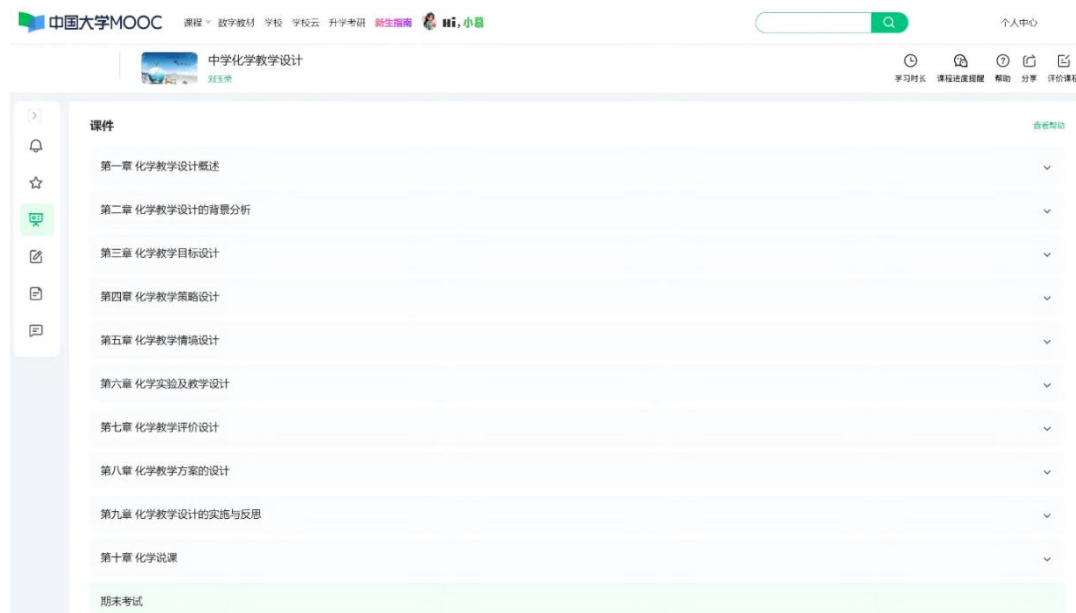 中国大学MOOC 课程 数字教材 学校 学校云 升学考研 新生指南 Hi,小慕 个人中心
中学化学教学设计
刘玉荣
学习时长 课程进度提醒 帮助 分享 评价课程
课件 查看帮助
第一章 化学教学设计概述
第二章 化学教学设计的背景分析
第三章 化学教学目标设计
第四章 化学教学策略设计
第五章 化学教学情境设计
第六章 化学实验及教学设计
第七章 化学教学评价设计
第八章 化学教学方案的设计
第九章 化学教学设计的实施与反思
第十章 化学说课
期末考试